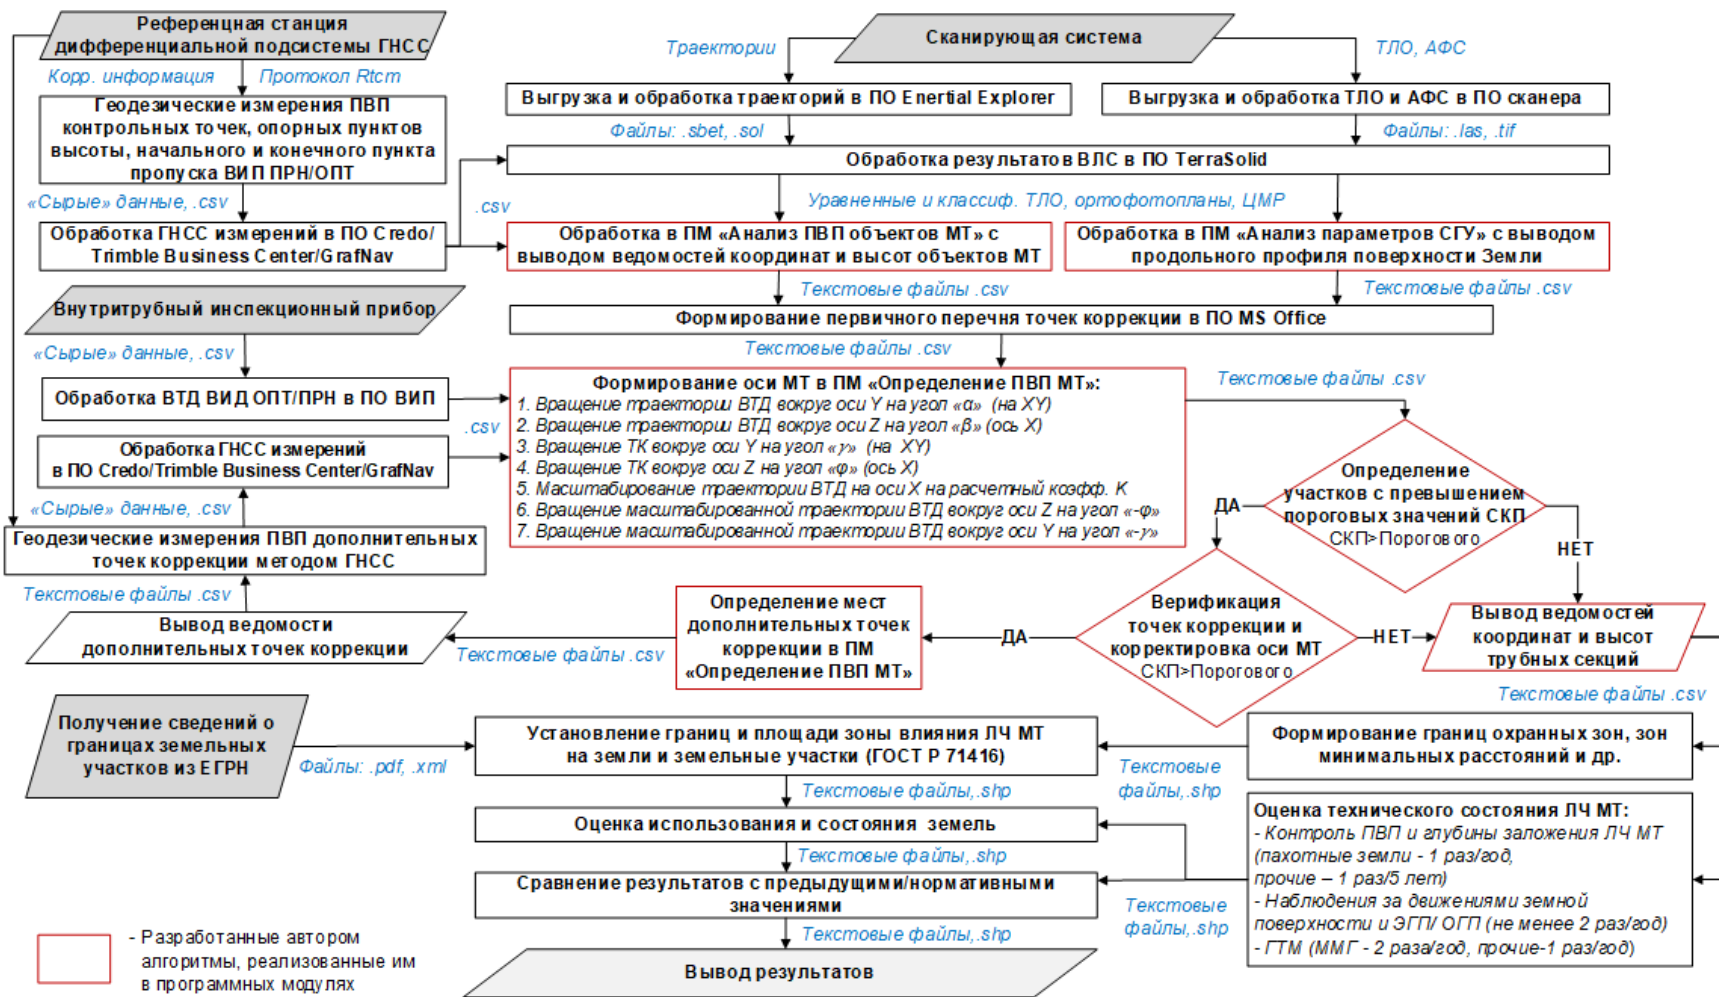 Референцная станция
дифференциальной подсистемы ГНСС
Корр. информация
Протокол Rtcm
Геодезические измерения ПВП
контрольных точек, опорных пунктов
высоты, начального и конечного пункта
пропуска ВИП ПРН/ОПТ
«Сырые» данные, .csv
Обработка ГНСС измерений в ПО Credo/
Trimble Business Center/GrafNav
.csv
Сканирующая система
Траектории
ТЛО, АФС
Выгрузка и обработка траекторий в ПО Enertial Explorer
Выгрузка и обработка ТЛО и АФС в ПО сканера
Файлы: .sbet, .sol
Файлы: .las, .tif
Обработка результатов ВЛС в ПО TerraSolid
Уравненные и классиф. ТЛО, ортофотопланы, ЦМР
Обработка в ПМ «Анализ ПВП объектов МТ» с
выводом ведомостей координат и высот объектов МТ
Обработка в ПМ «Анализ параметров СГУ» с выводом
продольного профиля поверхности Земли
Текстовые файлы .csv
Текстовые файлы .csv
Формирование первичного перечня точек коррекции в ПО MS Office
Текстовые файлы .csv
Внутритрубный инспекционный прибор
«Сырые» данные, .csv
Обработка ВТД ВИД ОПТ/ПРН в ПО ВИП
.csv
Обработка ГНСС измерений
в ПО Credo/Trimble Business Center/GrafNav
«Сырые» данные, .csv
Геодезические измерения ПВП дополнительных
точек коррекции методом ГНСС
Текстовые файлы .csv
Вывод ведомости
дополнительных точек коррекции
Формирование оси МТ в ПМ «Определение ПВП МТ»:
1. Вращение траектории ВТД вокруг оси Y на угол «α» (на XY)
2. Вращение траектории ВТД вокруг оси Z на угол «β» (ось X)
3. Вращение ТК вокруг оси Y на угол «γ» (на XY)
4. Вращение ТК вокруг оси Z на угол «φ» (ось X)
5. Масштабирование траектории ВТД на оси X на расчетный коэфф. K
6. Вращение масштабированной траектории ВТД вокруг оси Z на угол «-φ»
7. Вращение масштабированной траектории ВТД вокруг оси Y на угол «-γ»
Текстовые файлы .csv
Определение
участков с превышением
пороговых значений СКП
СКП>Порогового
ДА
НЕТ
Верификация
точек коррекции и
корректировка оси МТ
СКП>Порогового
ДА
НЕТ
Определение мест
дополнительных точек
коррекции в ПМ
«Определение ПВП МТ»
Текстовые файлы .csv
Вывод ведомостей
координат и высот
трубных секций
Текстовые файлы .csv
Получение сведений о
границах земельных
участков из ЕГРН
Файлы: .pdf, .xml
Установление границ и площади зоны влияния ЛЧ МТ
на земли и земельные участки (ГОСТ Р 71416)
Текстовые
файлы,.shp
Формирование границ охранных зон, зон
минимальных расстояний и др.
Текстовые файлы,.shp
Оценка использования и состояния земель
Текстовые файлы,.shp
Сравнение результатов с предыдущими/нормативными
значениями
Текстовые
файлы,.shp
Оценка технического состояния ЛЧ МТ:
- Контроль ПВП и глубины заложения ЛЧ МТ
(пахотные земли - 1 раз/год,
прочие – 1 раз/5 лет)
- Наблюдения за движениями земной
поверхности и ЭГП/ ОГП (не менее 2 раз/год)
- ГТМ (ММГ - 2 раза/год, прочие-1 раз/год)
Текстовые файлы,.shp
Вывод результатов
- Разработанные автором
алгоритмы, реализованные им
в программных модулях